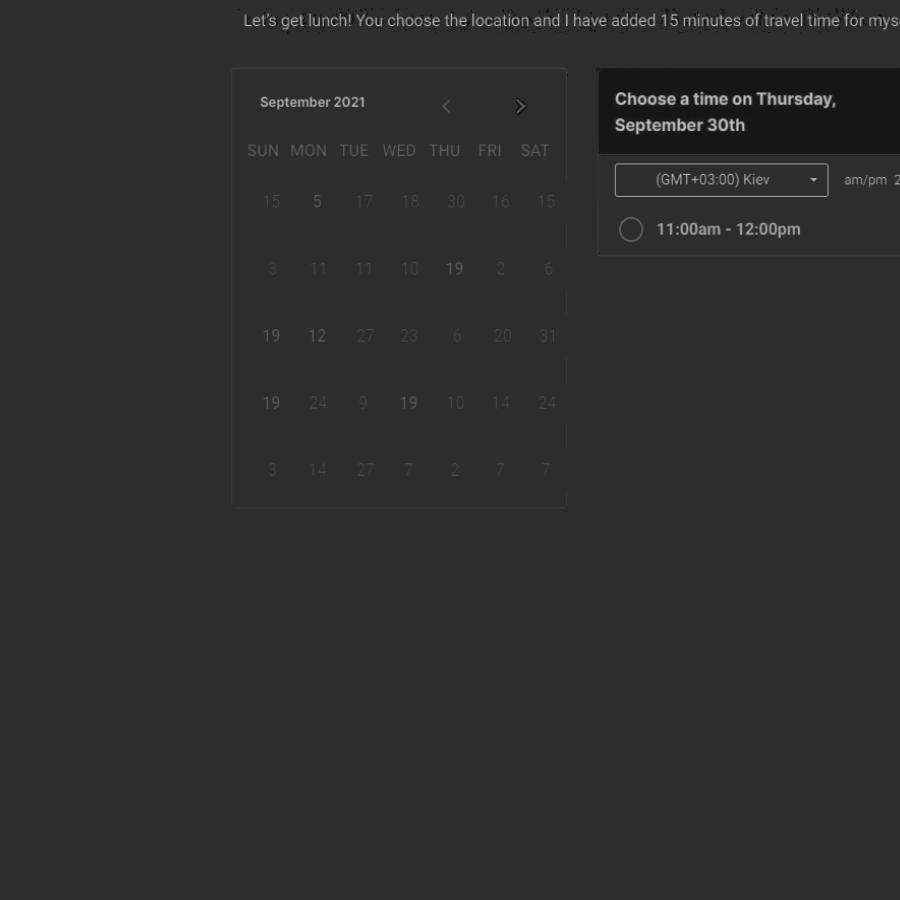 Let's get lunch! You choose the location and I have added 15 minutes of travel time for mys
September 2021
SUN MON TUE WED THU FRI SAT
15 5 17 18 30 16 15
3 11 11 10 19 2 6
19 12 27 23 6 20 31
19 24 9 19 10 14 24
3 14 27 7 2 7 7
Choose a time on Thursday,
September 30th
(GMT+03:00) Kiev am/pm 2
11:00am - 12:00pm